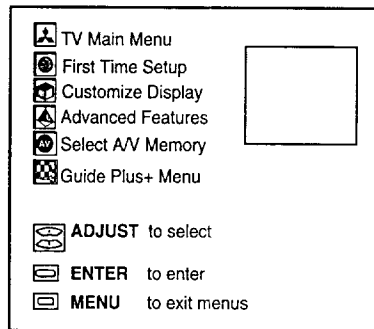 TV Main Menu
First Time Setup
Customize Display
Advanced Features
AV Select A/V Memory
Guide Plus+ Menu
ADJUST to select
ENTER to enter
MENU to exit menus